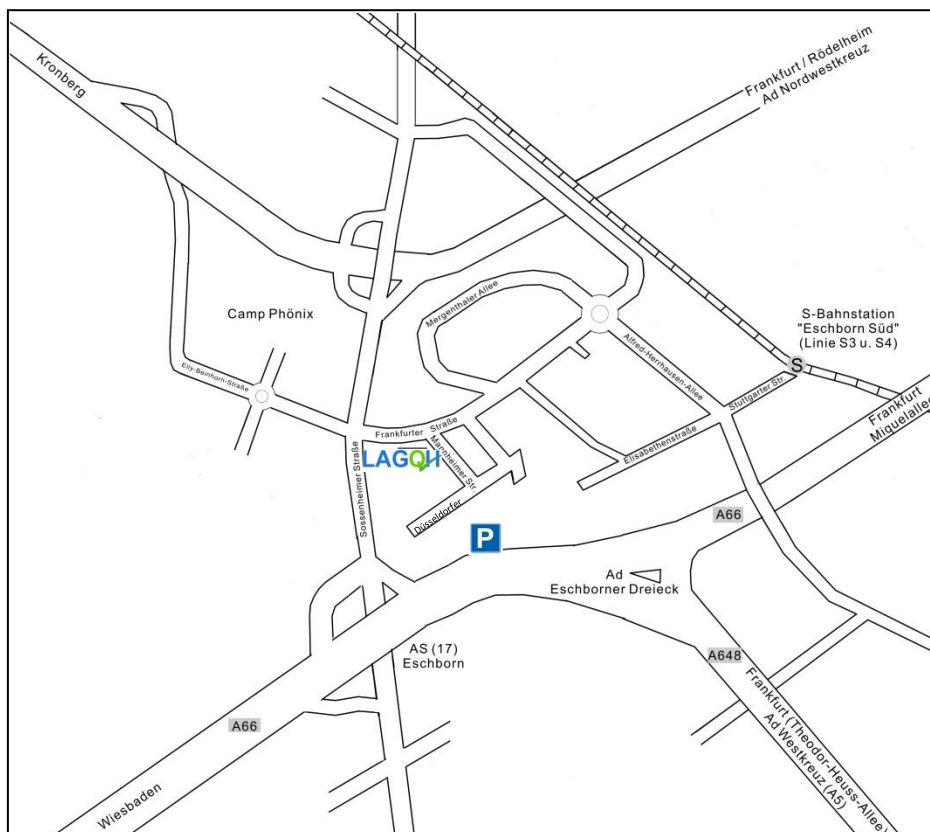 Kronberg
Frankfurt / Rödelheim
Ad Nordwestkreuz
Mergenthaler Allee
Camp Phönix
S-Bahnstation
"Eschborn Süd"
(Linie S3 u. S4)
Alfred-Herrhausen-Allee
S
Elly-Beinhorn-Straße
Stuttgarter Str.
Frankfurt
Miquelallee
Frankfurter Straße
Mannheimer Str.
LAGQH
Elisabethenstraße
Sossenheimer Straße
Düsseldorfer
A66
P
Ad
Eschborner Dreieck
AS (17)
Eschborn
A648
Frankfurt (Theodor-Heuss-Allee)
Ad Westkreuz (A5)
A66
Wiesbaden